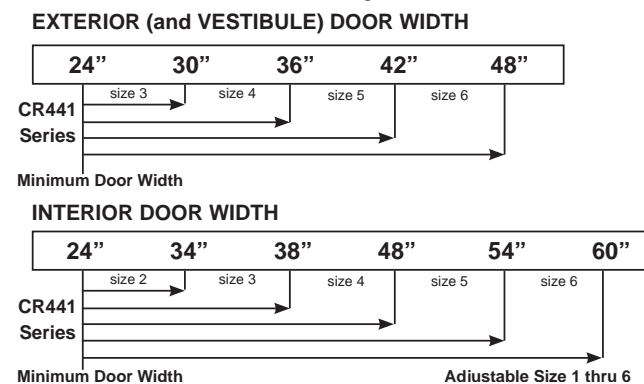 EXTERIOR (and VESTIBULE) DOOR WIDTH
24” 30” 36” 42” 48”
size 3 size 4 size 5 size 6
CR441
Series
Minimum Door Width
INTERIOR DOOR WIDTH
24” 34” 38” 48” 54” 60”
size 2 size 3 size 4 size 5 size 6
CR441
Series
Minimum Door Width Adjustable Size 1 thru 6